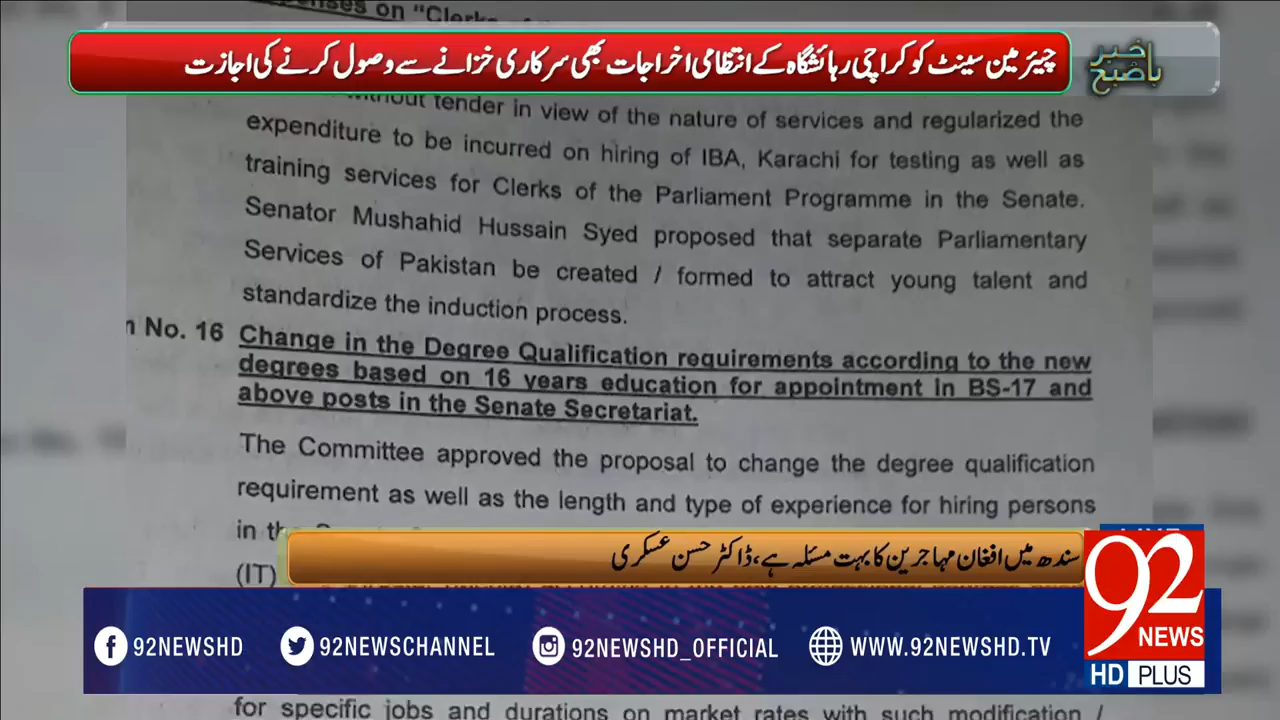 on "Clerks of
چیئرمین سینٹ کو کراچی رہائشگاہ کے انتظامی اخراجات بھی سرکاری خزانے سے وصول کرنے کی اجازت
باخبر صبح
without tender in view of the nature of services and regularized the
expenditure to be incurred on hiring of IBA, Karachi for testing as well as
training services for Clerks of the Parliament Programme in the Senate.
Senator Mushahid Hussain Syed proposed that separate Parliamentary
Services of Pakistan be created / formed to attract young talent and
standardize the induction process.
No. 16 Change in the Degree Qualification requirements according to the new
degrees based on 16 years education for appointment in BS-17 and
above posts in the Senate Secretariat.
The Committee approved the proposal to change the degree qualification
requirement as well as the length and type of experience for hiring persons
in
سندھ میں افغان مہاجرین کا بہت مسئلہ ہے، ڈاکٹر حسن عسکری
(IT)
92 NEWS
HD PLUS
92NEWSHD
92NEWSCHANNEL
92NEWSHD_OFFICIAL
WWW.92NEWSHD.TV
for specific jobs and durations on market rates with such modification /